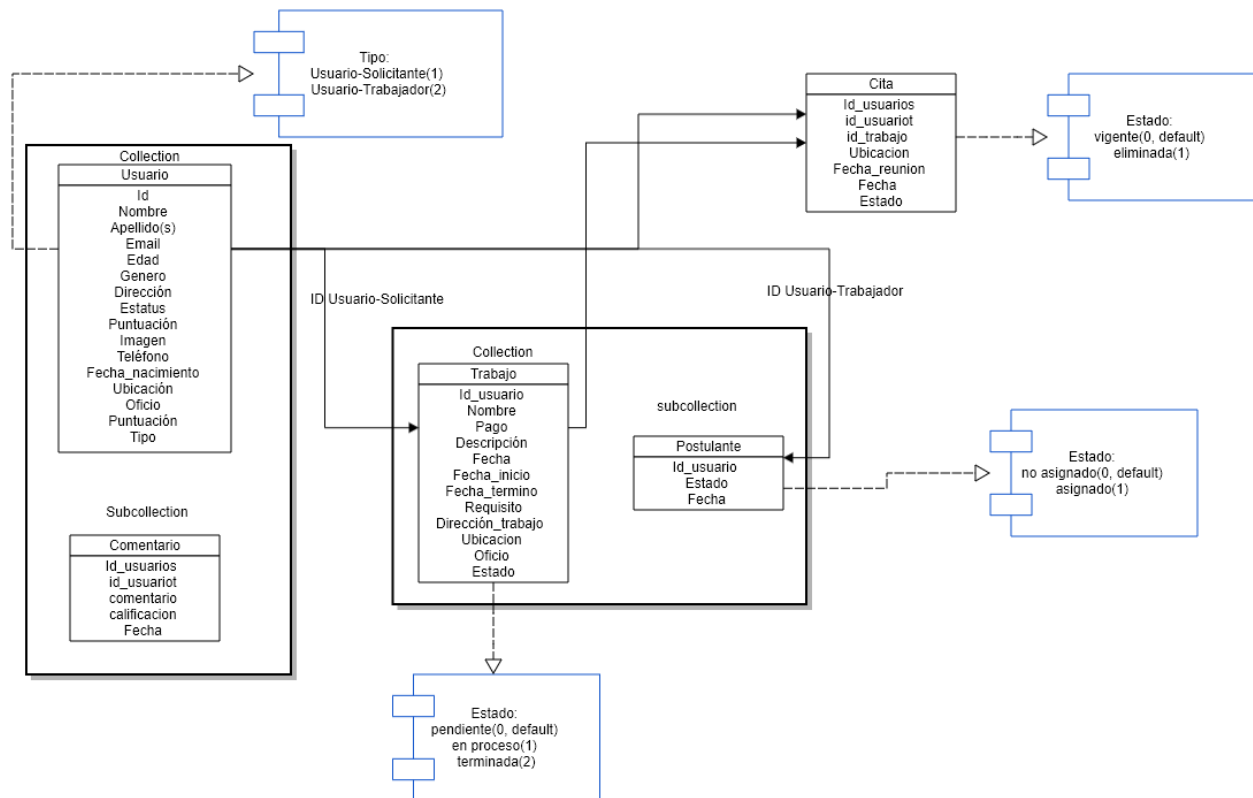 Tipo:
Usuario-Solicitante(1)
Usuario-Trabajador(2)
Collection
Usuario
Id
Nombre
Apellido(s)
Email
Edad
Genero
Dirección
Estatus
Puntuación
Imagen
Teléfono
Fecha_nacimiento
Ubicación
Oficio
Puntuación
Tipo
Subcollection
Comentario
Id_usuarios
id_usuariot
comentario
calificacion
Fecha
ID Usuario-Solicitante
ID Usuario-Trabajador
Cita
Id_usuarios
id_usuariot
id_trabajo
Ubicacion
Fecha_reunion
Fecha
Estado
Estado:
vigente(0, default)
eliminada(1)
Collection
Trabajo
Id_usuario
Nombre
Pago
Descripción
Fecha
Fecha_inicio
Fecha_termino
Requisito
Dirección_trabajo
Ubicacion
Oficio
Estado
subcollection
Postulante
Id_usuario
Estado
Fecha
Estado:
no asignado(0, default)
asignado(1)
Estado:
pendiente(0, default)
en proceso(1)
terminada(2)